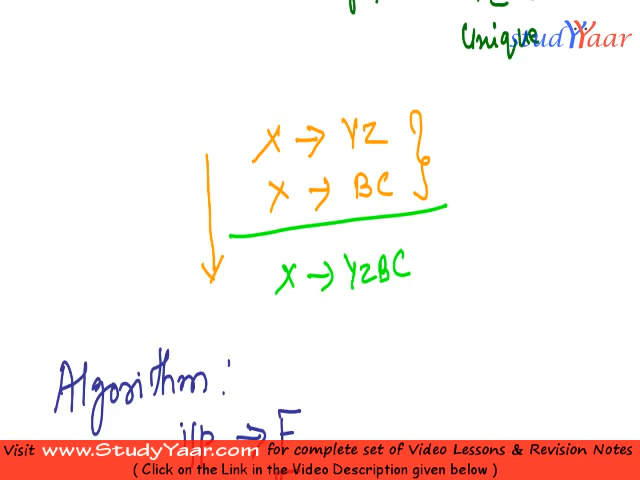 Unique
studYYaar
X → YZ
X → BC
X → YZBC
Algorithm:
i/p → F
Visit www.StudyYaar.com for complete set of Video Lessons & Revision Notes
( Click on the Link in the Video Description given below )